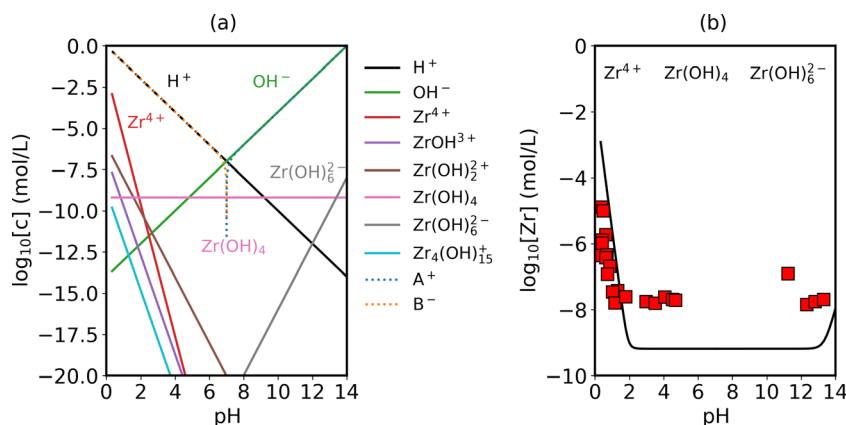 (a)
(b)
log₁₀[c] (mol/L)
0.0
−2.5
−5.0
−7.5
−10.0
−12.5
−15.0
−17.5
−20.0
0 2 4 6 8 10 12 14
pH
H⁺
OH⁻
Zr⁴⁺
Zr(OH)₆²⁻
Zr(OH)₄
H⁺
OH⁻
Zr⁴⁺
ZrOH³⁺
Zr(OH)₂²⁺
Zr(OH)₄
Zr(OH)₆²⁻
Zr₄(OH)₁₅⁺
A⁺
B⁻
log₁₀[Zr] (mol/L)
0
−2
−4
−6
−8
−10
0 2 4 6 8 10 12 14
pH
Zr⁴⁺ Zr(OH)₄ Zr(OH)₆²⁻